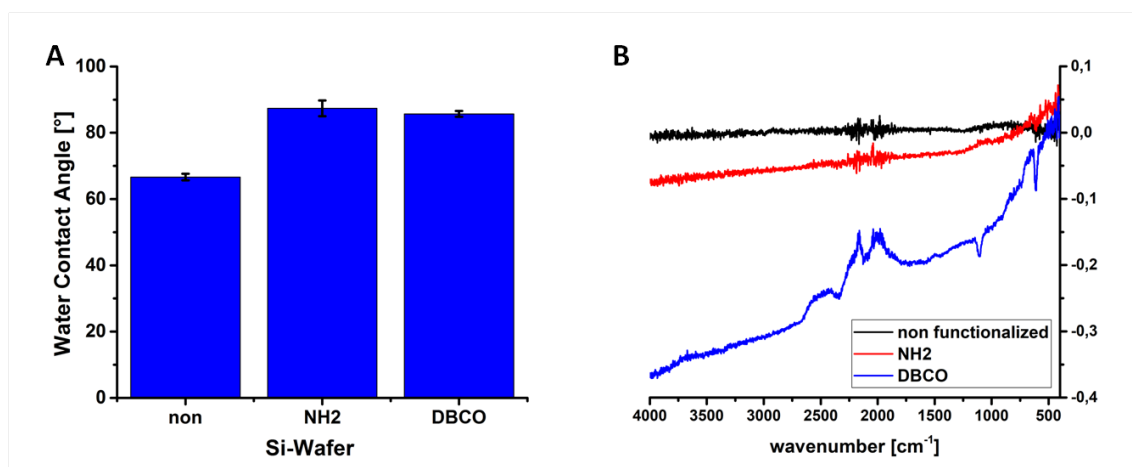 A
Water Contact Angle [°]
100
80
60
40
20
0
non NH2 DBCO
Si-Wafer
B
0,1
0,0
-0,1
-0,2
-0,3
-0,4
non functionalized
NH2
DBCO
4000 3500 3000 2500 2000 1500 1000 500
wavenumber [cm⁻¹]